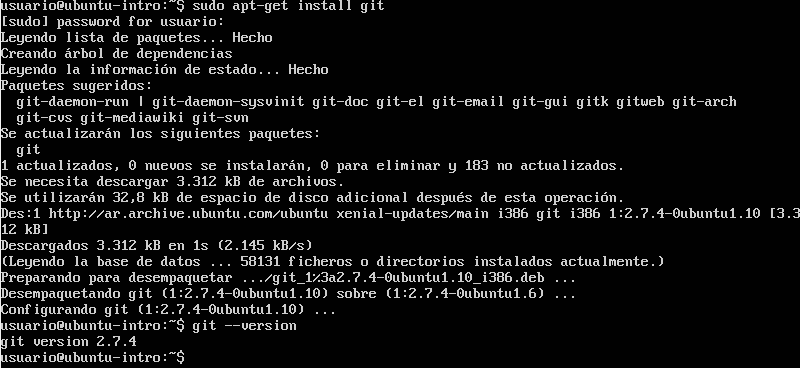 usuario@ubuntu-intro:~$ sudo apt-get install git
[sudo] password for usuario:
Leyendo lista de paquetes... Hecho
Creando árbol de dependencias
Leyendo la información de estado... Hecho
Paquetes sugeridos:
  git-daemon-run | git-daemon-sysvinit git-doc git-el git-email git-gui gitk gitweb git-arch
  git-cvs git-mediawiki git-svn
Se actualizarán los siguientes paquetes:
  git
1 actualizados, 0 nuevos se instalarán, 0 para eliminar y 183 no actualizados.
Se necesita descargar 3.312 kB de archivos.
Se utilizarán 32,8 kB de espacio de disco adicional después de esta operación.
Des:1 http://ar.archive.ubuntu.com/ubuntu xenial-updates/main i386 git i386 1:2.7.4-0ubuntu1.10 [3.3
12 kB]
Descargados 3.312 kB en 1s (2.145 kB/s)
(Leyendo la base de datos ... 58131 ficheros o directorios instalados actualmente.)
Preparando para desempaquetar .../git_1%3a2.7.4-0ubuntu1.10_i386.deb ...
Desempaquetando git (1:2.7.4-0ubuntu1.10) sobre (1:2.7.4-0ubuntu1.6) ...
Configurando git (1:2.7.4-0ubuntu1.10) ...
usuario@ubuntu-intro:~$ git --version
git version 2.7.4
usuario@ubuntu-intro:~$